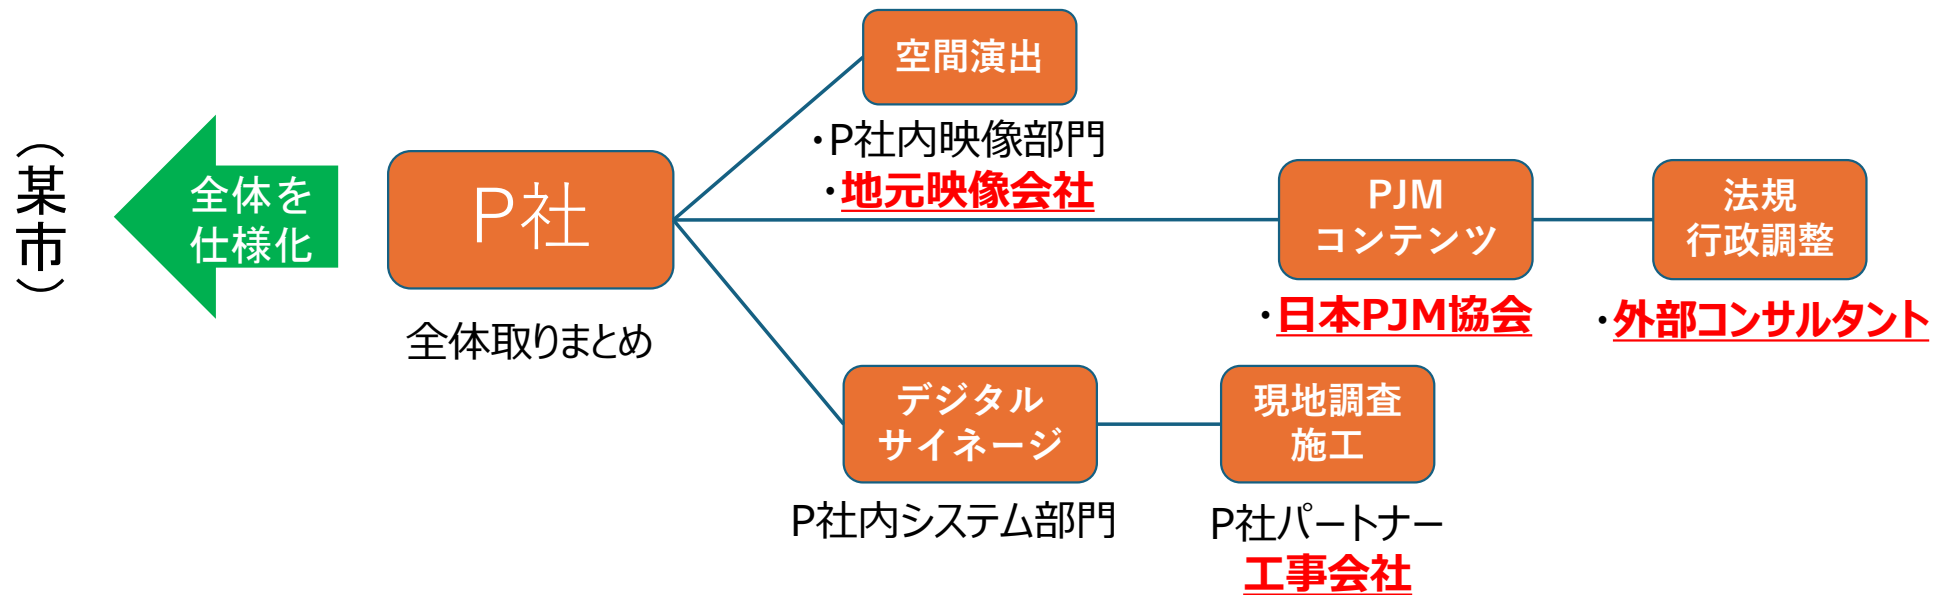 （某市）
全体を
仕様化
P社
全体取りまとめ
空間演出
・P社内映像部門
・地元映像会社
PJM
コンテンツ
・日本PJM協会
法規
行政調整
・外部コンサルタント
デジタル
サイネージ
P社内システム部門
現地調査
施工
P社パートナー
工事会社